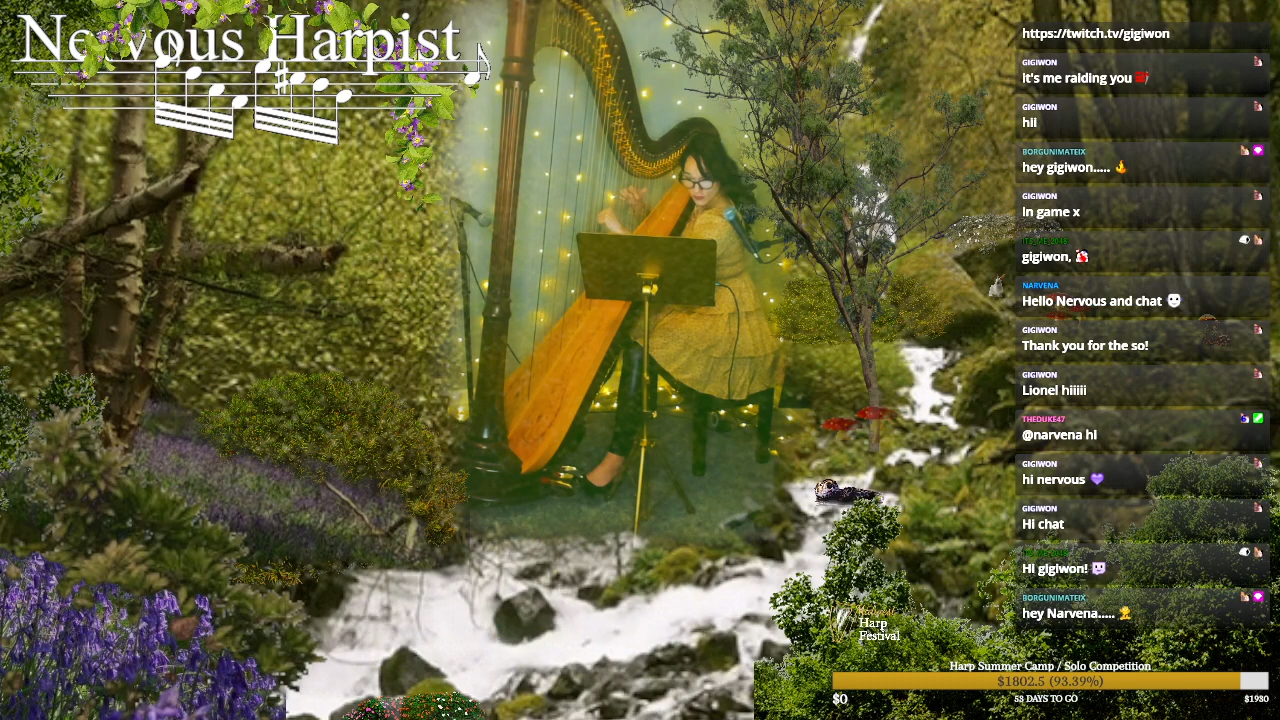 Nervous Harpist
https://twitch.tv/gigiwon
GIGIWON
it's me raiding you
GIGIWON
hii
BORGUNIMATEIX
hey gigiwon.....
GIGIWON
In game x
gigiwon,
NARVENA
Hello Nervous and chat
GIGIWON
Thank you for the so!
GIGIWON
Lionel hiiiii
THEDUKE47
@narvena hi
GIGIWON
hi nervous
GIGIWON
Hi chat
Hi gigiwon!
BORGUNIMATEIX
hey Narvena.....
Harp
Festival
Harp Summer Camp / Solo Competition
$1802.5 (93.39%)
$0
53 DAYS TO GO
$1930